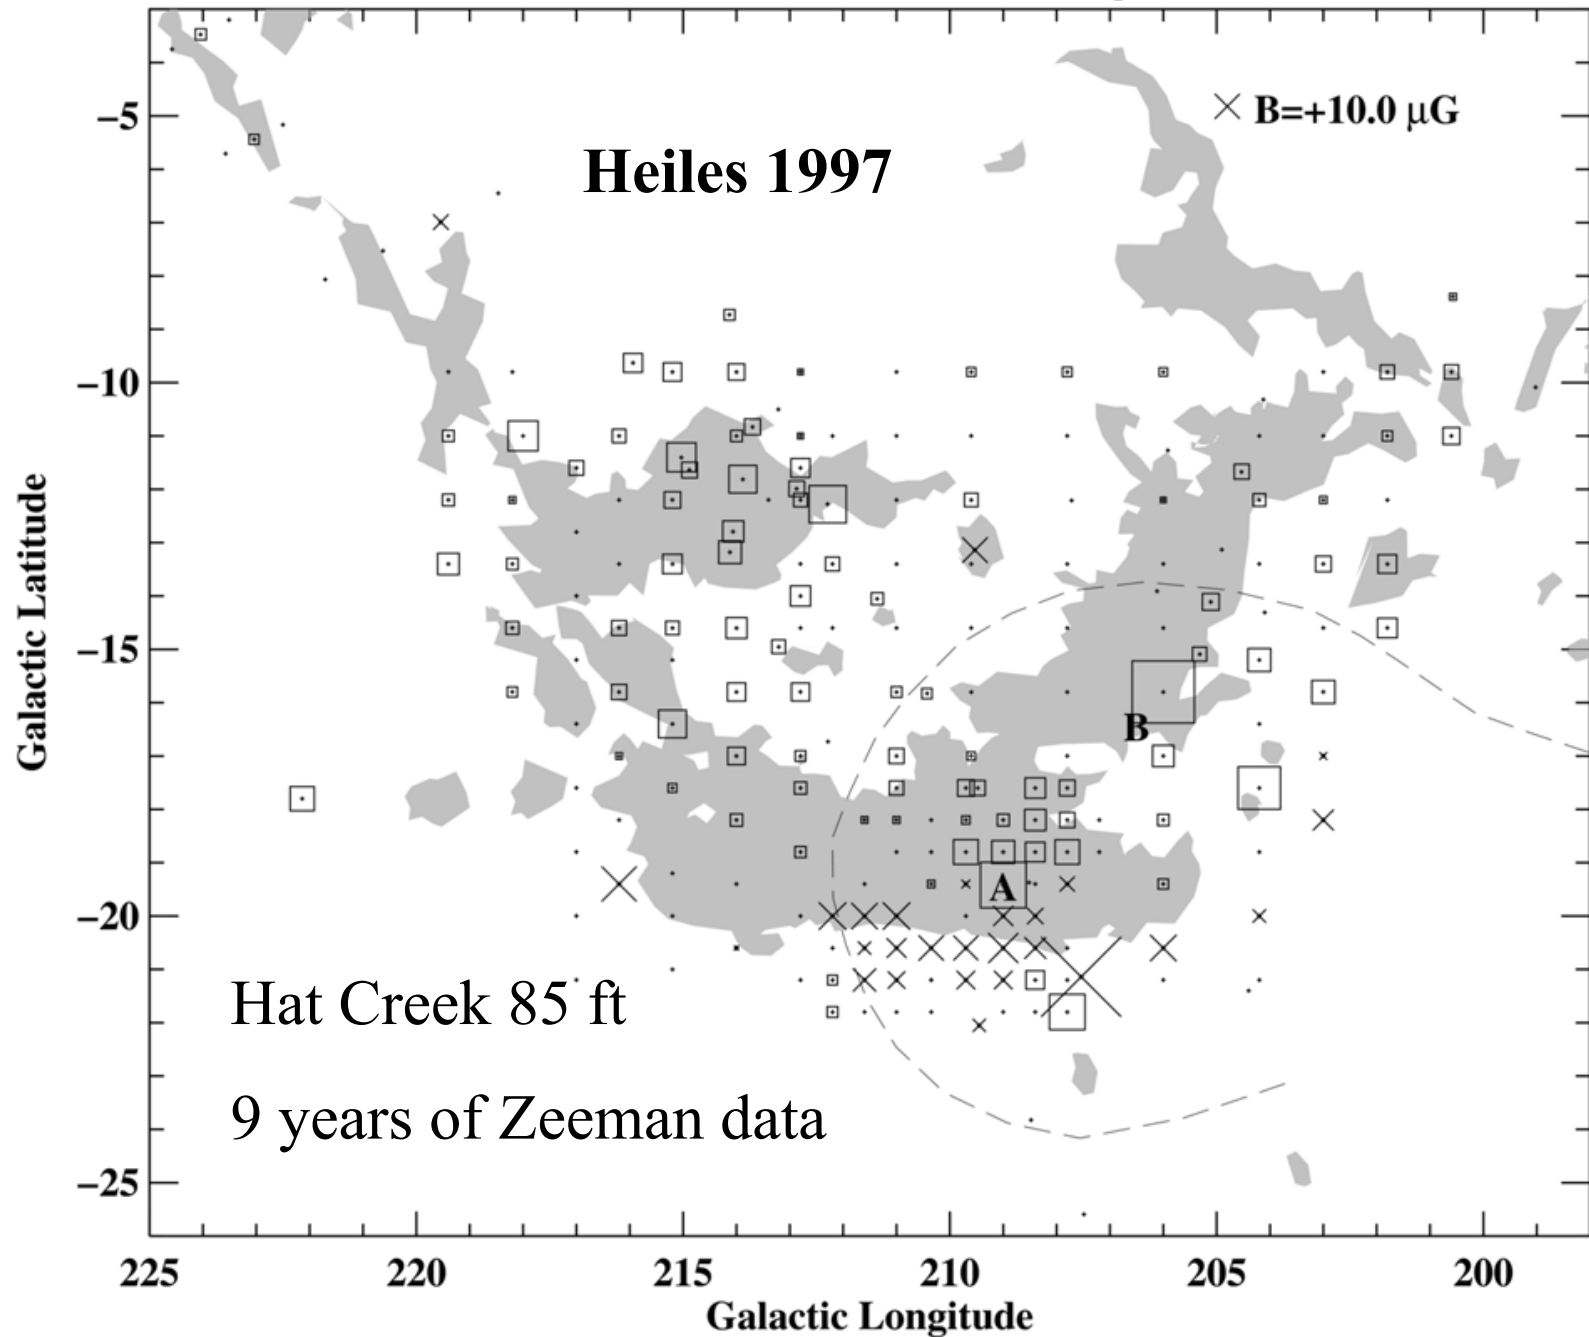 B=+10.0 μG
Heiles 1997
Hat Creek 85 ft
9 years of Zeeman data
A
B
−5
−10
−15
−20
−25
Galactic Latitude
225 220 215 210 205 200
Galactic Longitude